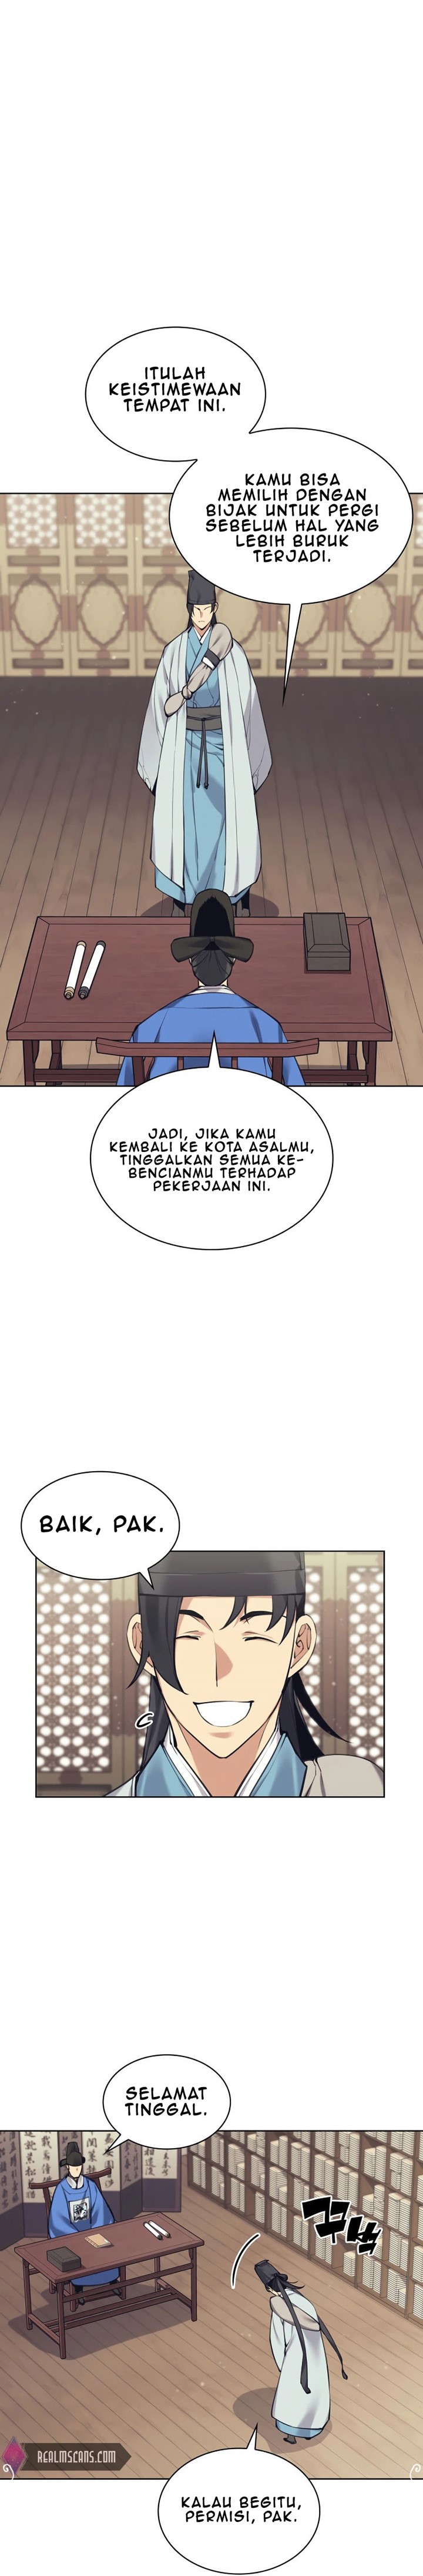 ITULAH
KEISTIMEWAAN
TEMPAT INI.
KAMU BISA
MEMILIH DENGAN
BIJAK UNTUK PERGI
SEBELUM HAL YANG
LEBIH BURUK
TERJADI.
JADI, JIKA KAMU
KEMBALI KE KOTA ASALMU,
TINGGALKAN SEMUA KE-
BENCIANMU TERHADAP
PEKERJAAN INI.
BAIK, PAK.
SELAMAT
TINGGAL.
꾸벅
REALMSCANS.COM
KALAU BEGITU,
PERMISI, PAK.